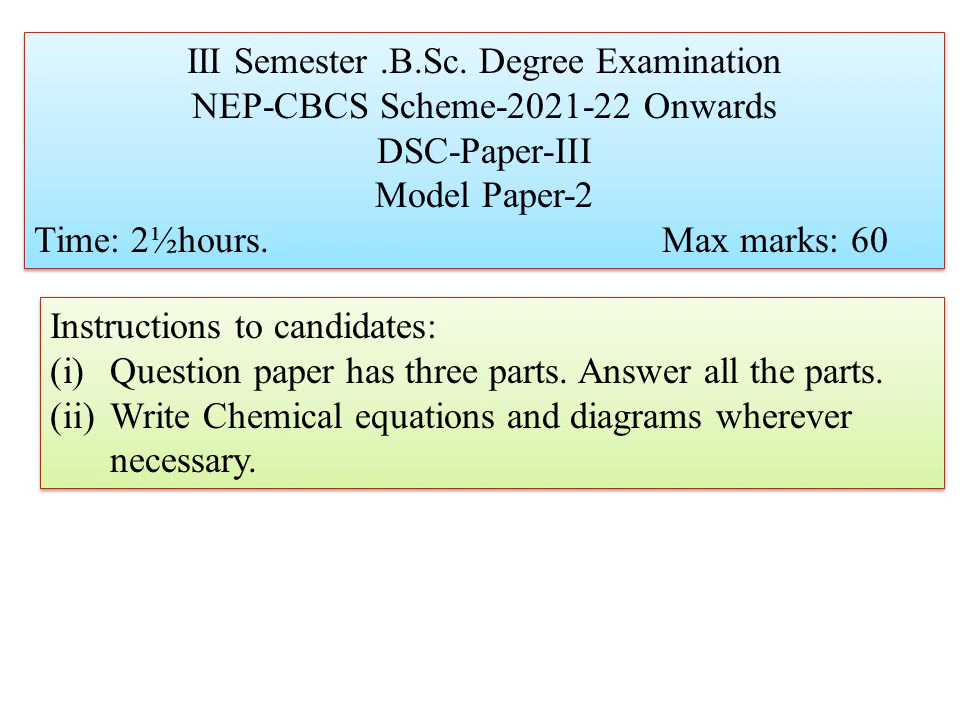 III Semester .B.Sc. Degree Examination
NEP-CBCS Scheme-2021-22 Onwards
DSC-Paper-III
Model Paper-2
Time: 2½hours. Max marks: 60
Instructions to candidates:
(i) Question paper has three parts. Answer all the parts.
(ii) Write Chemical equations and diagrams wherever
necessary.